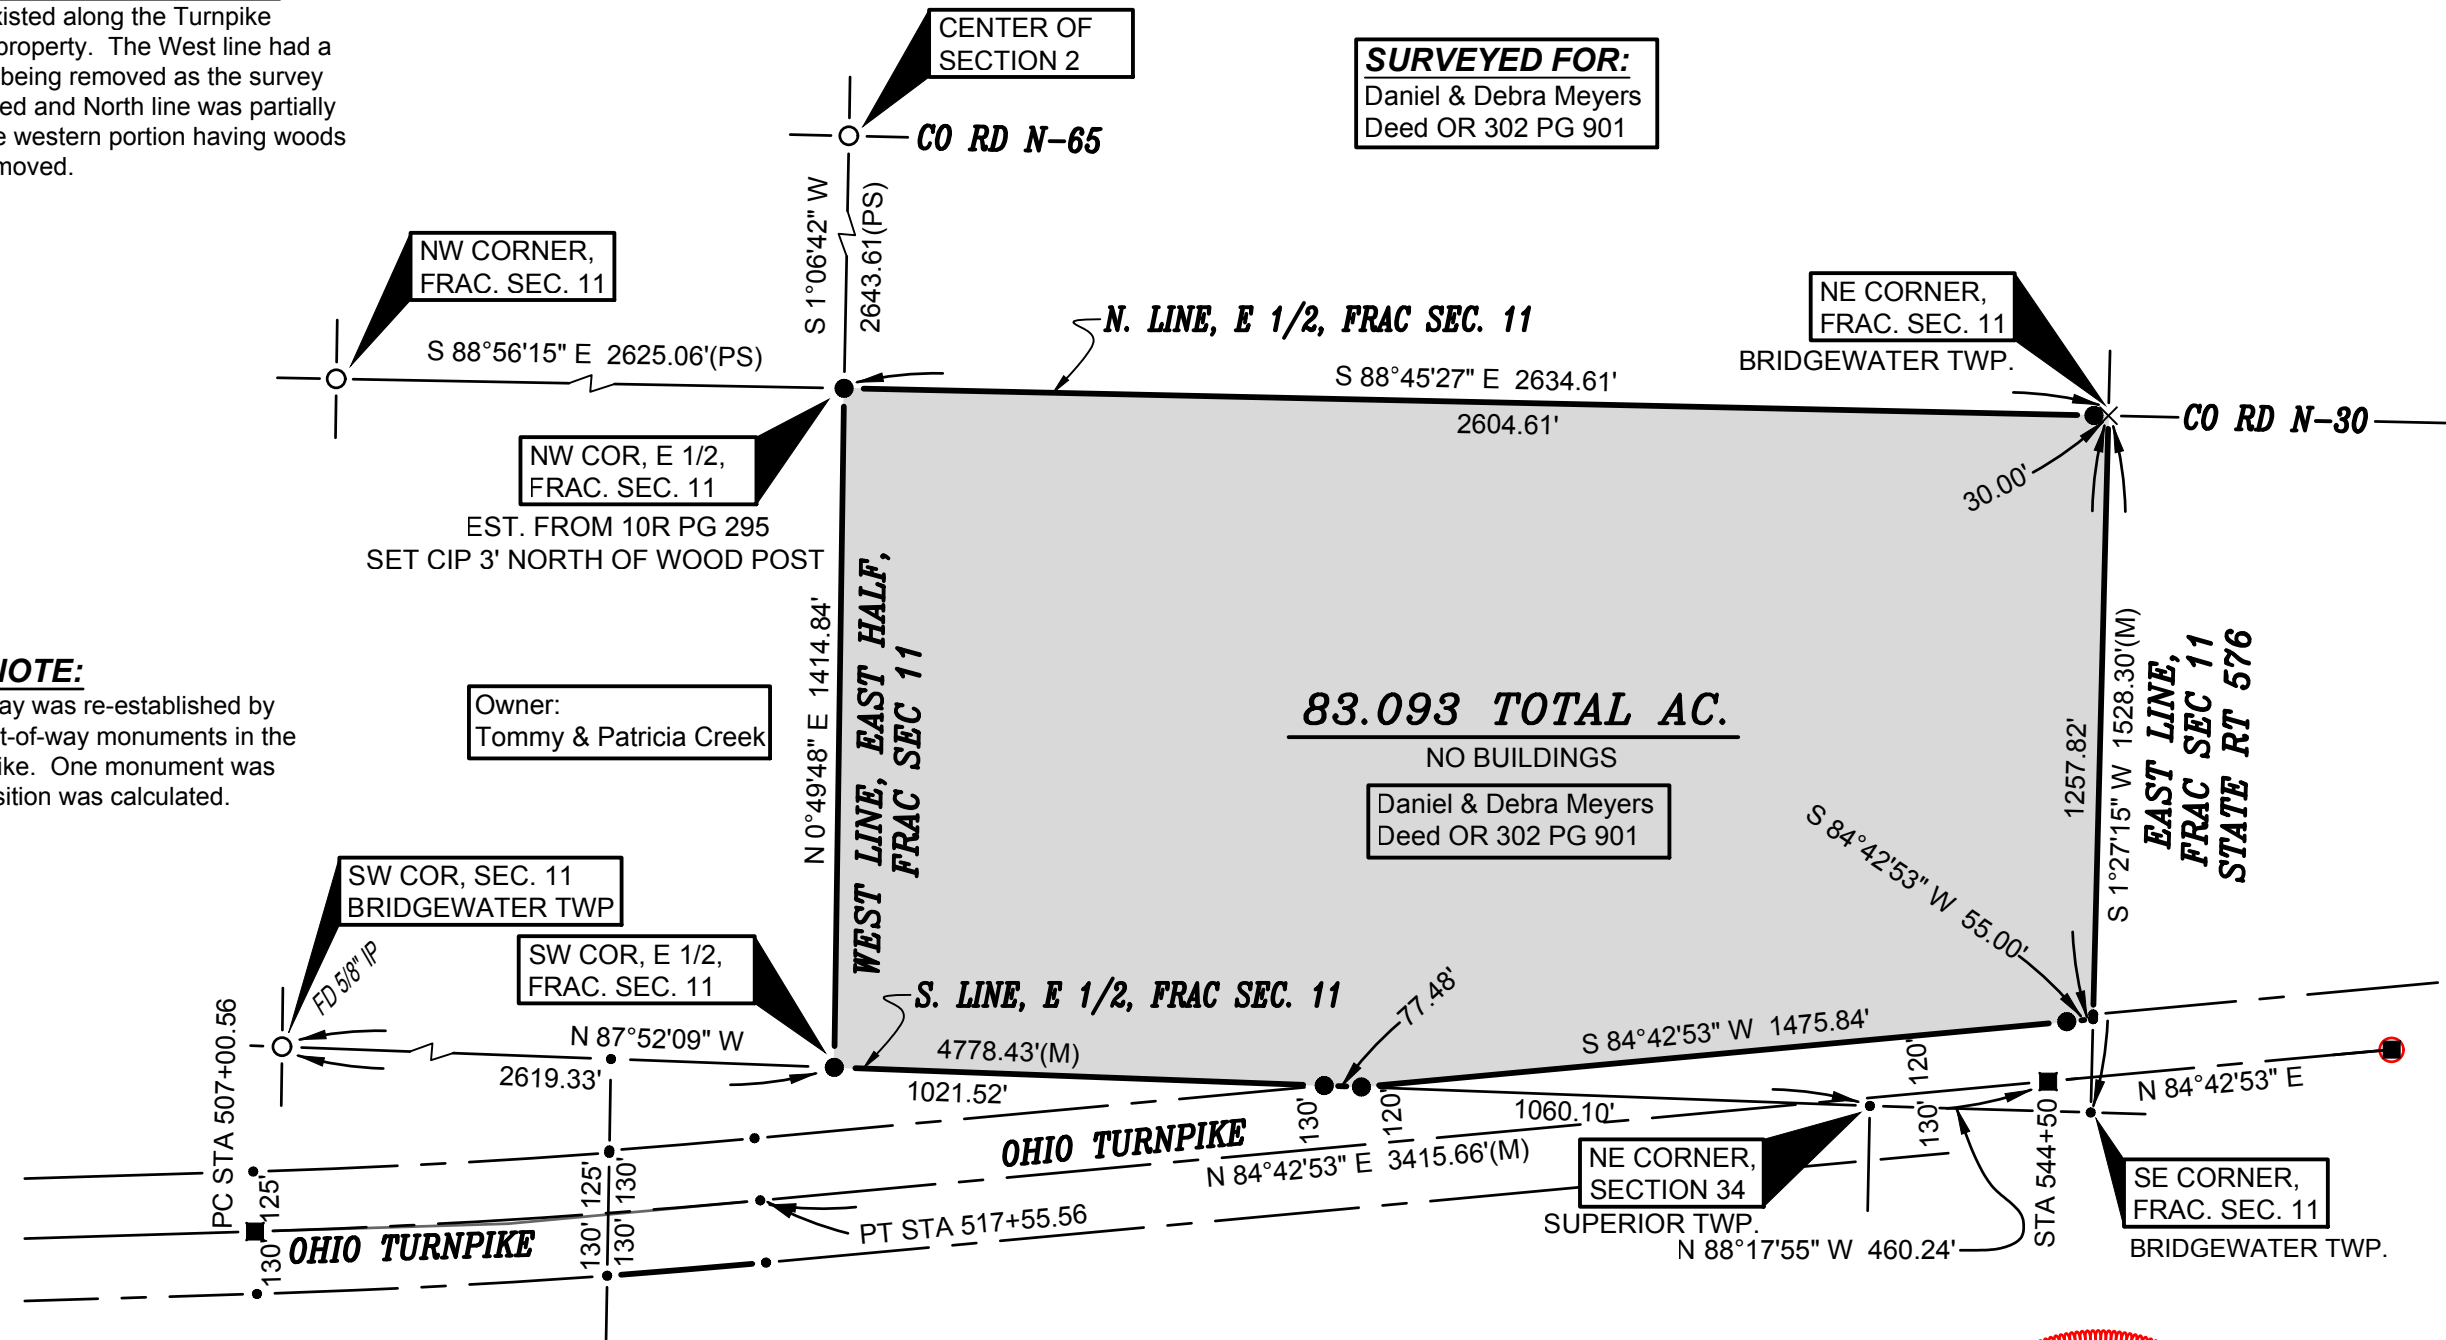 xisted along the Turnpike
property. The West line had a
being removed as the survey
ed and North line was partially
e western portion having woods
moved.
CENTER OF
SECTION 2
SURVEYED FOR:
Daniel & Debra Meyers
Deed OR 302 PG 901
CO RD N-65
S 1°06'42" W
2643.61(PS)
NW CORNER,
FRAC. SEC. 11
S 88°56'15" E 2625.06'(PS)
N. LINE, E 1/2, FRAC SEC. 11
S 88°45'27" E 2634.61'
2604.61'
NE CORNER,
FRAC. SEC. 11
BRIDGEWATER TWP.
CO RD N-30
30.00'
NW COR, E 1/2,
FRAC. SEC. 11
EST. FROM 10R PG 295
SET CIP 3' NORTH OF WOOD POST
N 0°49'48" E 1414.84'
WEST LINE, EAST HALF,
FRAC SEC 11
NOTE:
ay was re-established by
t-of-way monuments in the
ike. One monument was
sition was calculated.
Owner:
Tommy & Patricia Creek
83.093 TOTAL AC.
NO BUILDINGS
Daniel & Debra Meyers
Deed OR 302 PG 901
1257.82'
S 1°27'15" W 1528.30'(M)
EAST LINE,
FRAC SEC 11
STATE RT 576
S 84°42'53" W 55.00'
SW COR, SEC. 11
BRIDGEWATER TWP
FD 5/8" IP
SW COR, E 1/2,
FRAC. SEC. 11
S. LINE, E 1/2, FRAC SEC. 11
77.48'
S 84°42'53" W 1475.84'
N 87°52'09" W
2619.33'
4778.43'(M)
1021.52'
1060.10'
130'
120'
120'
130'
N 84°42'53" E
PC STA 507+00.56
125'
130'
125'
130'
130'
130'
OHIO TURNPIKE
OHIO TURNPIKE
N 84°42'53" E 3415.66'(M)
PT STA 517+55.56
NE CORNER,
SECTION 34
SUPERIOR TWP.
N 88°17'55" W 460.24'
STA 544+50
SE CORNER,
FRAC. SEC. 11
BRIDGEWATER TWP.